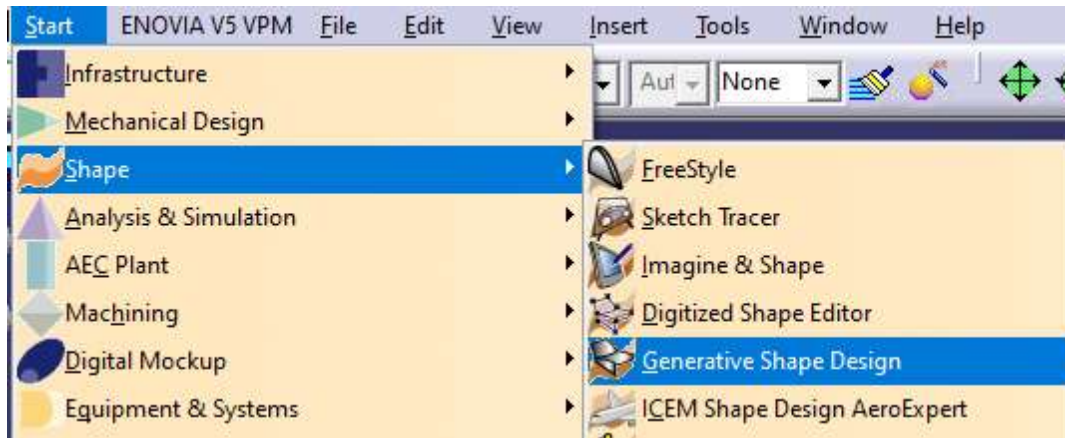 Start ENOVIA V5 VPM File Edit View Insert Tools Window Help
Infrastructure
Aut None
Mechanical Design
Shape
FreeStyle
Analysis & Simulation
Sketch Tracer
AEC Plant
Imagine & Shape
Machining
Digitized Shape Editor
Digital Mockup
Generative Shape Design
Equipment & Systems
ICEM Shape Design AeroExpert